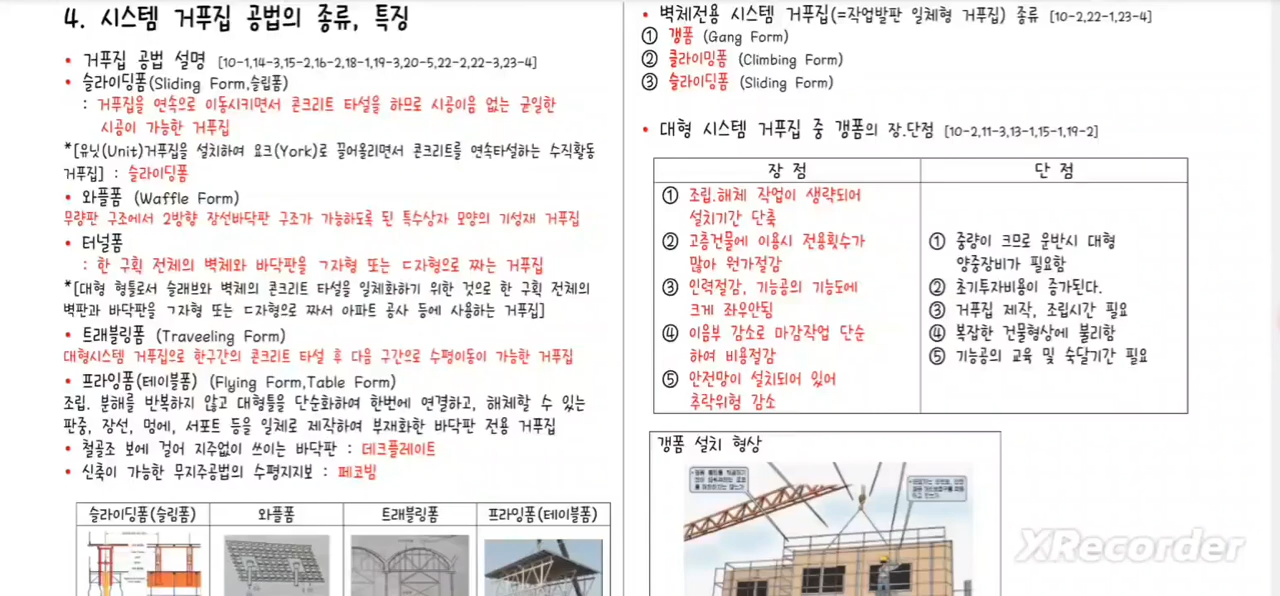 4. 시스템 거푸집 공법의 종류, 특징
• 거푸집 공법 설명 [10-1,14-3,15-2,16-2,18-1,19-3,20-5,22-2,22-3,23-4]
• 슬라이딩폼(Sliding Form,슬립폼)
: 거푸집을 연속으로 이동시키면서 콘크리트 타설을 하므로 시공이음 없는 균일한
시공이 가능한 거푸집
*[유닛(Unit)거푸집을 설치하여 요크(York)로 끌어올리면서 콘크리트를 연속타설하는 수직활동
거푸집] : 슬라이딩폼
• 와플폼 (Waffle Form)
무량판 구조에서 2방향 장선바닥판 구조가 가능하도록 된 특수상자 모양의 기성재 거푸집
• 터널폼
: 한 구획 전체의 벽체와 바닥판을 ㄱ자형 또는 ㄷ자형으로 짜는 거푸집
*[대형 형틀로서 슬래브와 벽체의 콘크리트 타설을 일체화하기 위한 것으로 한 구획 전체의
벽판과 바닥판을 ㄱ자형 또는 ㄷ자형으로 짜서 아파트 공사 등에 사용하는 거푸집]
• 트래블링폼 (Traveeling Form)
대형시스템 거푸집으로 한구간의 콘크리트 타설 후 다음 구간으로 수평이동이 가능한 거푸집
• 프라잉폼(테이블폼) (Flying Form,Table Form)
조립. 분해를 반복하지 않고 대형틀을 단순화하여 한번에 연결하고, 해체할 수 있는
판중, 장선, 멍에, 서포트 등을 일체로 제작하여 부재화한 바닥판 전용 거푸집
• 철골조 보에 걸어 지주없이 쓰이는 바닥판 : 데크플레이트
• 신축이 가능한 무지주공법의 수평지지보 : 페코빔
슬라이딩폼(슬립폼) 와플폼 트래블링폼 프라잉폼(테이블폼)
• 벽체전용 시스템 거푸집(=작업발판 일체형 거푸집) 종류 [10-2,22-1,23-4]
① 갱폼 (Gang Form)
② 클라이밍폼 (Climbing Form)
③ 슬라이딩폼 (Sliding Form)
• 대형 시스템 거푸집 중 갱폼의 장.단점 [10-2,11-3,13-1,15-1,19-2]
장 점 단 점
① 조립.해체 작업이 생략되어
설치기간 단축
② 고층건물에 이용시 전용횟수가
많아 원가절감
③ 인력절감, 기능공의 기능도에
크게 좌우안됨
④ 이음부 감소로 마감작업 단순
하여 비용절감
⑤ 안전망이 설치되어 있어
추락위험 감소
① 중량이 크므로 운반시 대형
양중장비가 필요함
② 초기투자비용이 증가된다.
③ 거푸집 제작, 조립시간 필요
④ 복잡한 건물형상에 불리함
⑤ 기능공의 교육 및 숙달기간 필요
갱폼 설치 형상
XRecorder